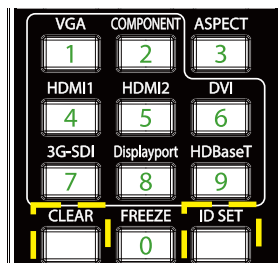 VGA COMPONENT ASPECT
1 2 3
HDMI1 HDMI2 DVI
4 5 6
3G-SDI Displayport HDBaseT
7 8 9
CLEAR FREEZE ID SET
0